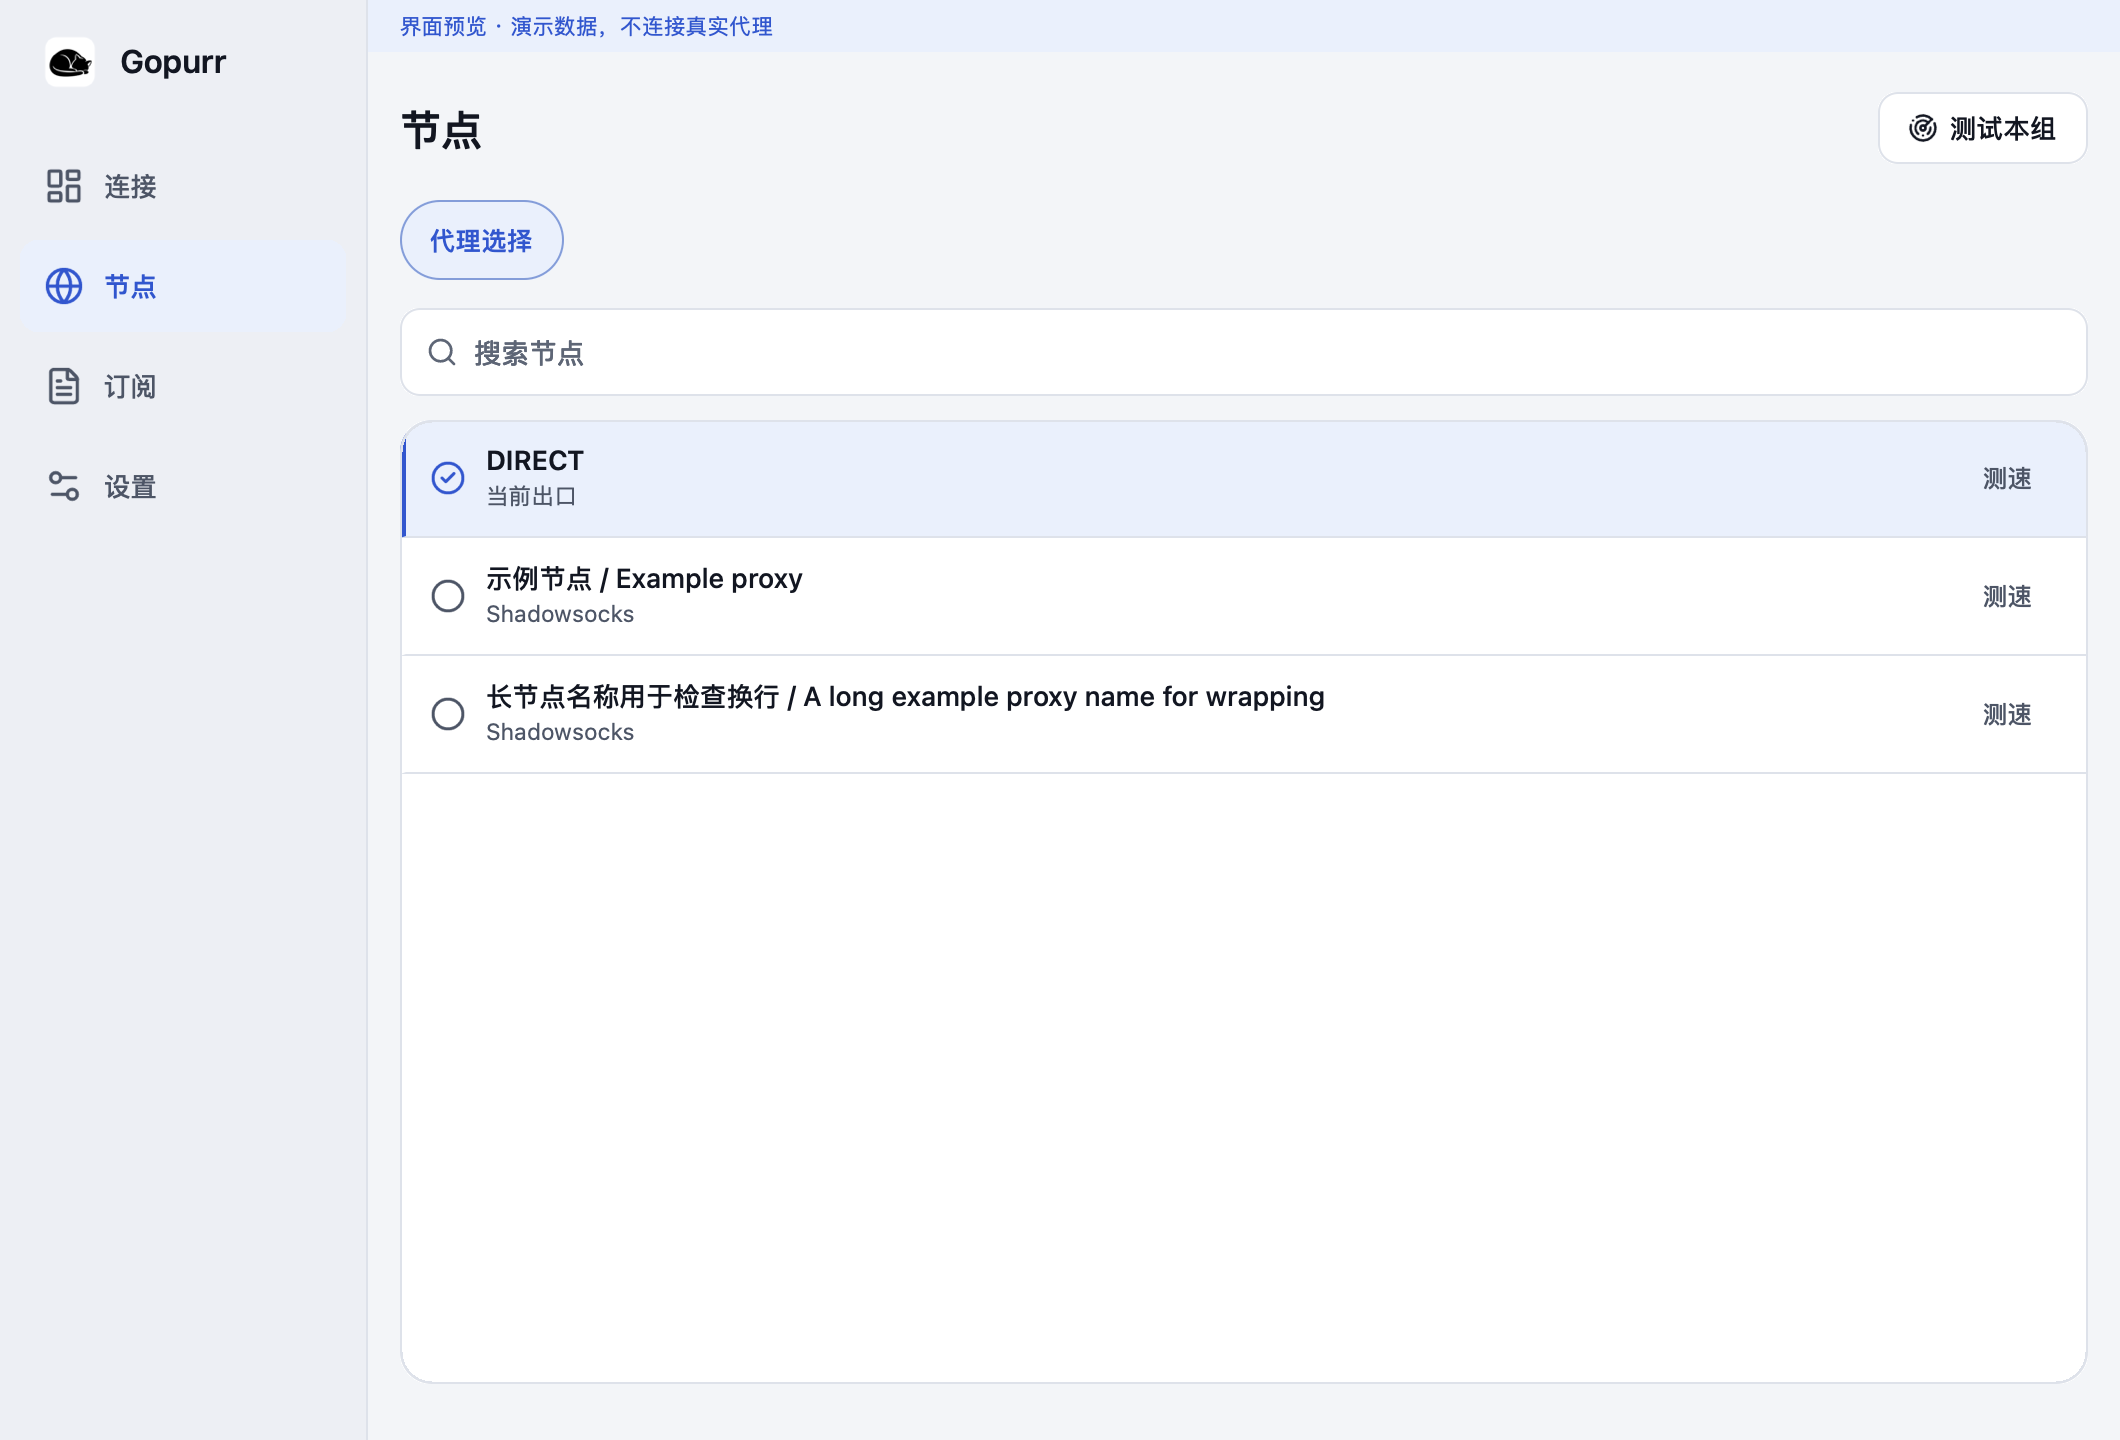 界面预览 · 演示数据，不连接真实代理
Gopurr
连接
节点
订阅
设置
节点
测试本组
代理选择
搜索节点
DIRECT
当前出口
测速
示例节点 / Example proxy
Shadowsocks
测速
长节点名称用于检查换行 / A long example proxy name for wrapping
Shadowsocks
测速